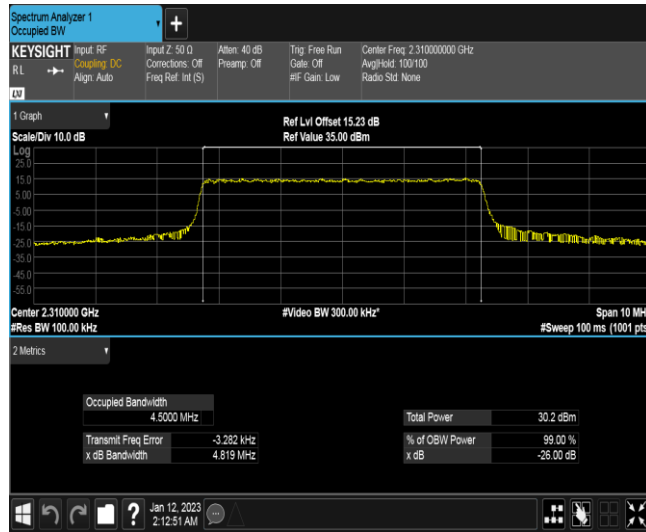 Spectrum Analyzer 1
Occupied BW
+
KEYSIGHT
RL
LXI
Input: RF
Coupling: DC
Align: Auto
Input Z: 50 Ω
Corrections: Off
Freq Ref: Int (S)
Atten: 40 dB
Preamp: Off
Trig: Free Run
Gate: Off
#IF Gain: Low
Center Freq: 2.310000000 GHz
Avg|Hold: 100/100
Radio Std: None
1 Graph
Scale/Div 10.0 dB
Ref Lvl Offset 15.23 dB
Ref Value 35.00 dBm
Log
25.0
15.0
5.00
-5.00
-15.0
-25.0
-35.0
-45.0
-55.0
Center 2.310000 GHz
#Res BW 100.00 kHz
#Video BW 300.00 kHz*
Span 10 MH
#Sweep 100 ms (1001 pts
2 Metrics
Occupied Bandwidth
4.5000 MHz
Transmit Freq Error -3.282 kHz
x dB Bandwidth 4.819 MHz
Total Power 30.2 dBm
% of OBW Power 99.00 %
x dB -26.00 dB
?
Jan 12, 2023
2:12:51 AM